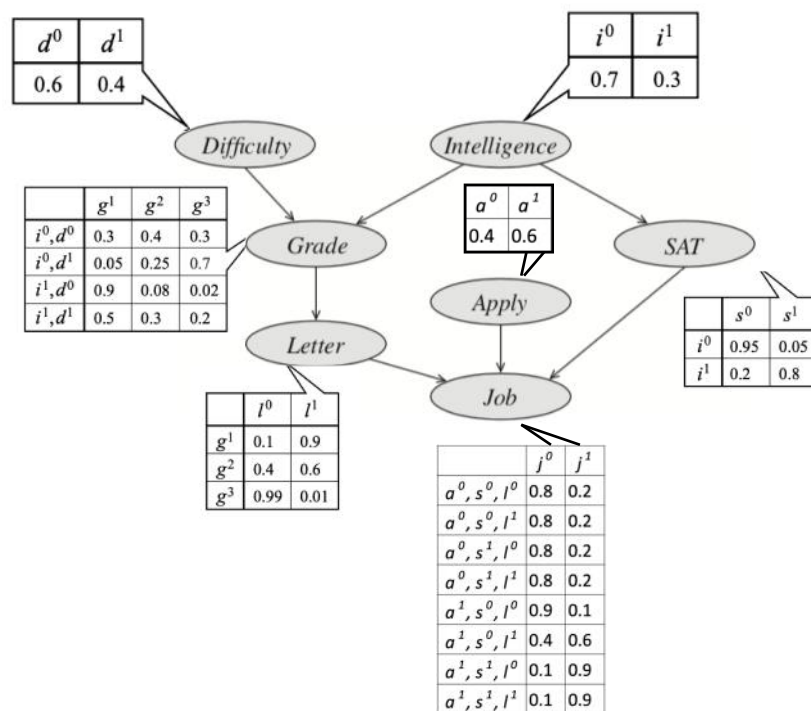 d⁰ d¹
0.6 0.4
i⁰ i¹
0.7 0.3
Difficulty
Intelligence
g¹ g² g³
i⁰,d⁰ 0.3 0.4 0.3
i⁰,d¹ 0.05 0.25 0.7
i¹,d⁰ 0.9 0.08 0.02
i¹,d¹ 0.5 0.3 0.2
Grade
a⁰ a¹
0.4 0.6
SAT
Apply
Letter
s⁰ s¹
i⁰ 0.95 0.05
i¹ 0.2 0.8
Job
l⁰ l¹
g¹ 0.1 0.9
g² 0.4 0.6
g³ 0.99 0.01
j⁰ j¹
a⁰, s⁰, l⁰ 0.8 0.2
a⁰, s⁰, l¹ 0.8 0.2
a⁰, s¹, l⁰ 0.8 0.2
a⁰, s¹, l¹ 0.8 0.2
a¹, s⁰, l⁰ 0.9 0.1
a¹, s⁰, l¹ 0.4 0.6
a¹, s¹, l⁰ 0.1 0.9
a¹, s¹, l¹ 0.1 0.9